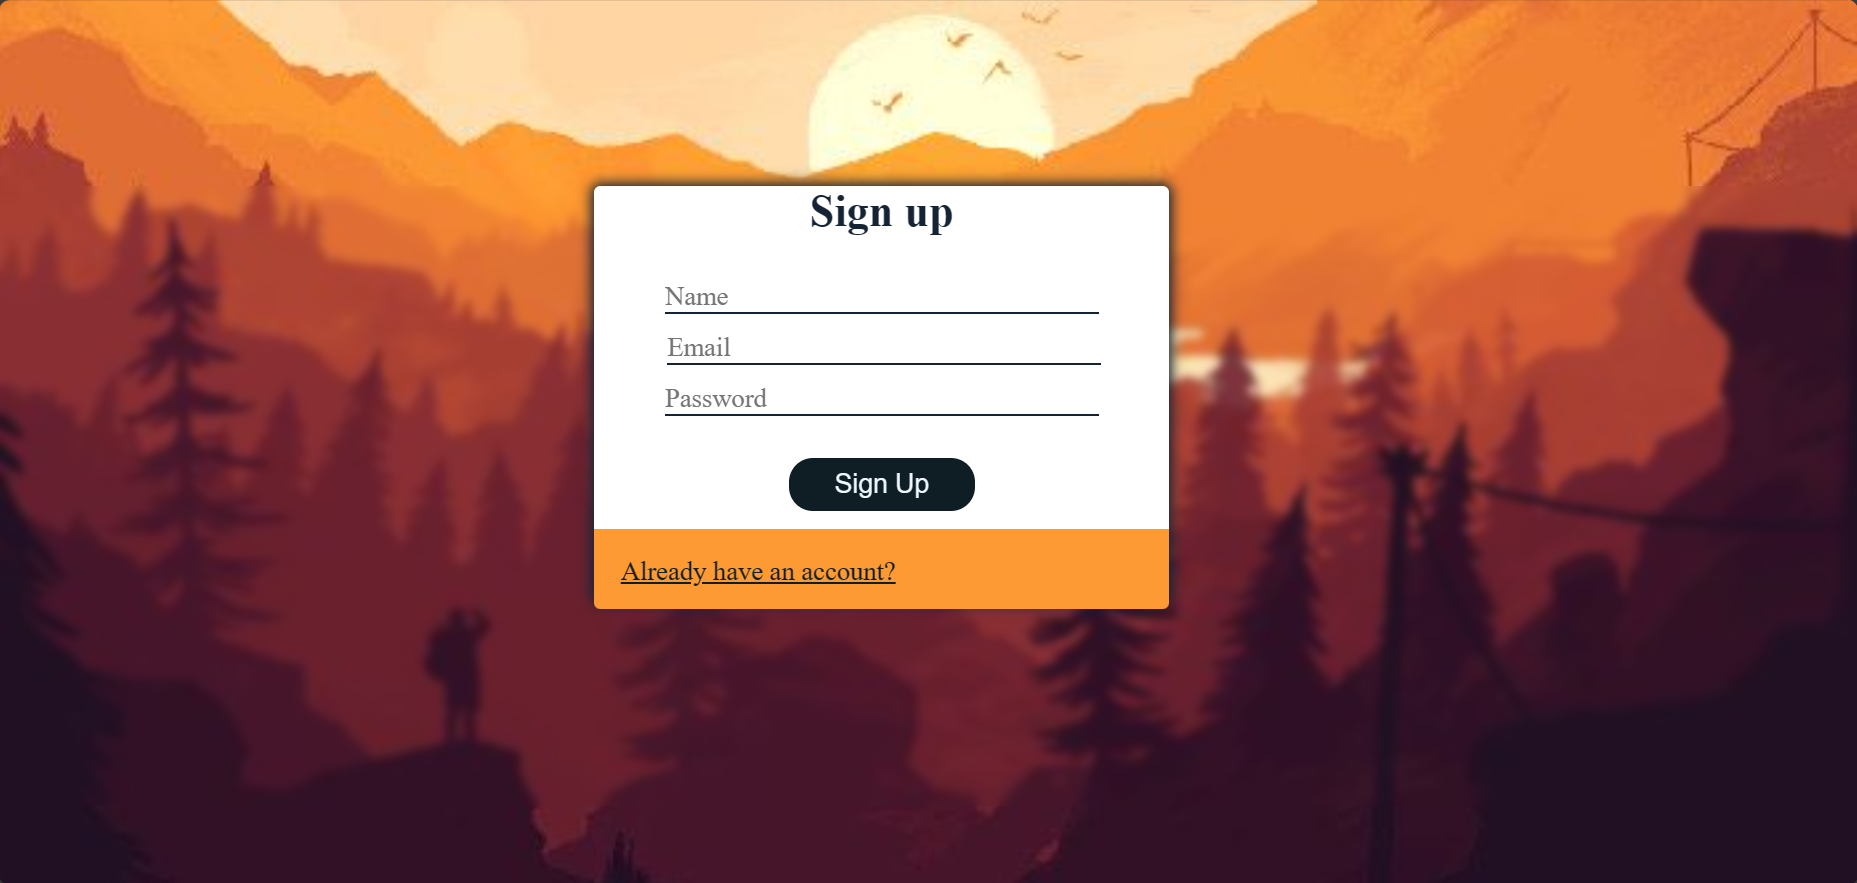 Sign up
Name
Email
Password
Sign Up
Already have an account?